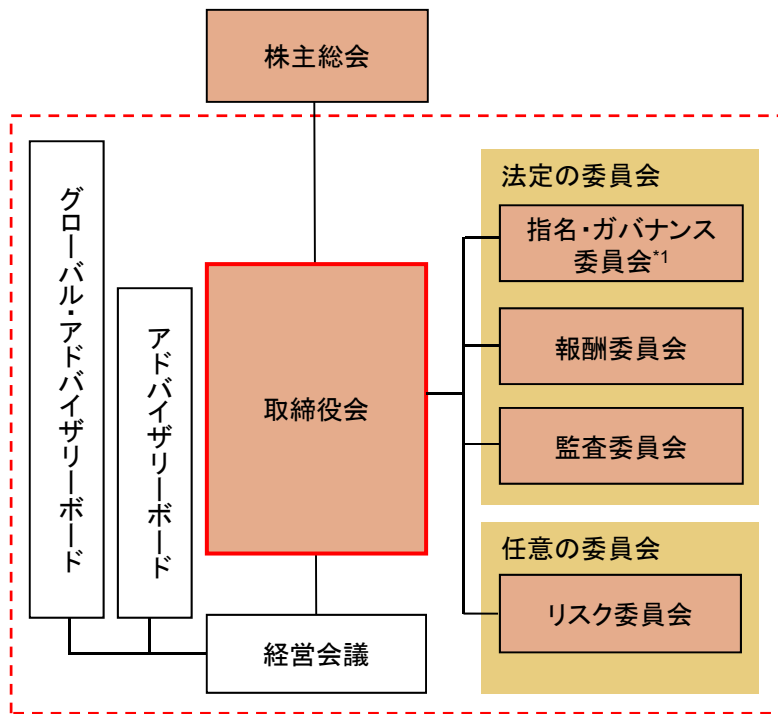 株主総会
グローバル・アドバイザリーボード
アドバイザリーボード
取締役会
経営会議
法定の委員会
指名・ガバナンス
委員会*1
報酬委員会
監査委員会
任意の委員会
リスク委員会